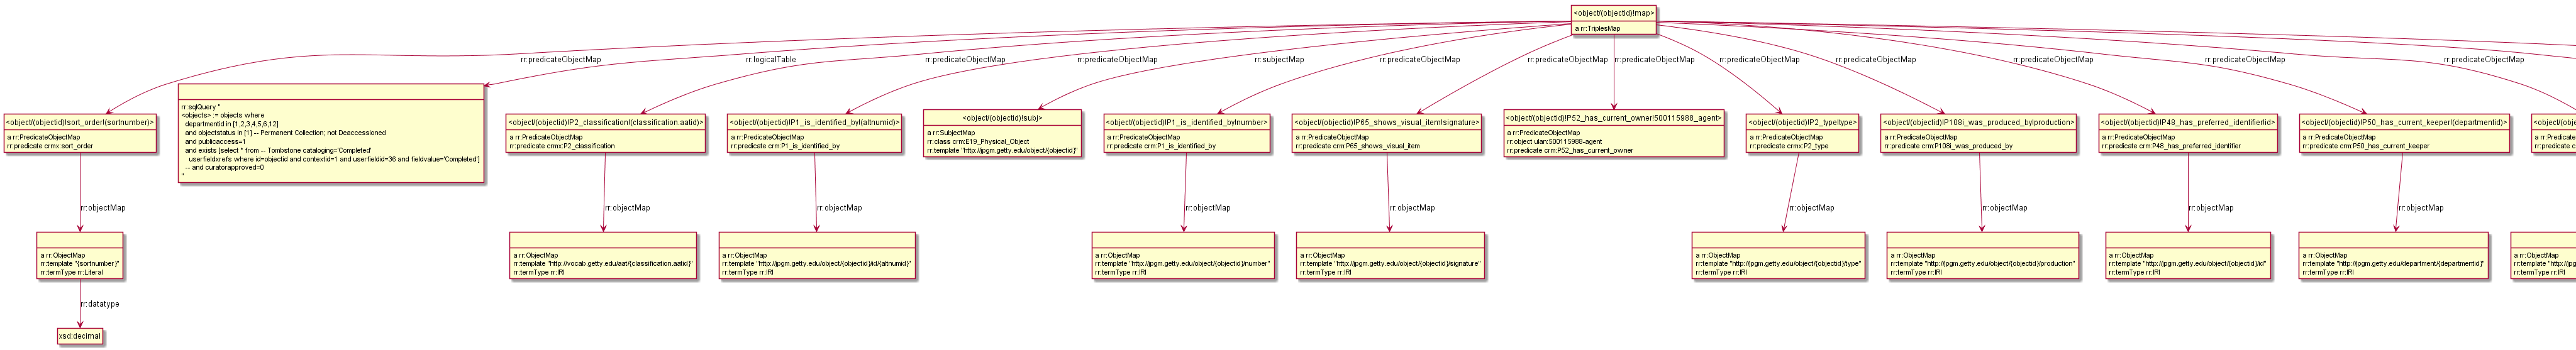 <object/(objectid)!map>
a rr:TriplesMap
rr:predicateObjectMap
rr:logicalTable
rr:predicateObjectMap
rr:predicateObjectMap
rr:subjectMap
rr:predicateObjectMap
rr:predicateObjectMap
rr:predicateObjectMap
rr:predicateObjectMap
rr:predicateObjectMap
rr:predicateObjectMap
rr:predicateObjectMap
rr:predicateObjectMap
<object/(objectid)!sort_order!(sortnumber)>
a rr:PredicateObjectMap
rr:predicate crmx:sort_order
rr:sqlQuery "
<objects> := objects where
departmentid in [1,2,3,4,5,6,12]
and objectstatus in [1] -- Permanent Collection; not Deaccessioned
and publicaccess=1
and exists [select * from -- Tombstone cataloging='Completed'
userfieldxrefs where id=objectid and contextid=1 and userfieldid=36 and fieldvalue='Completed']
-- and curatorapproved=0
"
<object/(objectid)!P2_classification!(classification.aatid)>
a rr:PredicateObjectMap
rr:predicate crmx:P2_classification
<object/(objectid)!P1_is_identified_by!(altnumid)>
a rr:PredicateObjectMap
rr:predicate crm:P1_is_identified_by
<object/(objectid)!subj>
a rr:SubjectMap
rr:class crm:E19_Physical_Object
rr:template "http://jpgm.getty.edu/object/{objectid}"
<object/(objectid)!P1_is_identified_by!number>
a rr:PredicateObjectMap
rr:predicate crm:P1_is_identified_by
<object/(objectid)!P65_shows_visual_item!signature>
a rr:PredicateObjectMap
rr:predicate crm:P65_shows_visual_item
<object/(objectid)!P52_has_current_owner!500115988_agent>
a rr:PredicateObjectMap
rr:object ulan:500115988-agent
rr:predicate crm:P52_has_current_owner
<object/(objectid)!P2_type!type>
a rr:PredicateObjectMap
rr:predicate crmx:P2_type
<object/(objectid)!P108i_was_produced_by!production>
a rr:PredicateObjectMap
rr:predicate crm:P108i_was_produced_by
<object/(objectid)!P48_has_preferred_identifier!id>
a rr:PredicateObjectMap
rr:predicate crm:P48_has_preferred_identifier
<object/(objectid)!P50_has_current_keeper!(departmentid)>
a rr:PredicateObjectMap
rr:predicate crm:P50_has_current_keeper
<object/(objectid)
a rr:Predicate
rr:predicate c
rr:objectMap
rr:objectMap
rr:objectMap
rr:objectMap
rr:objectMap
rr:objectMap
rr:objectMap
rr:objectMap
rr:objectMap
a rr:ObjectMap
rr:template "{sortnumber}"
rr:termType rr:Literal
a rr:ObjectMap
rr:template "http://vocab.getty.edu/aat/{classification.aatid}"
rr:termType rr:IRI
a rr:ObjectMap
rr:template "http://jpgm.getty.edu/object/{objectid}/id/{altnumid}"
rr:termType rr:IRI
a rr:ObjectMap
rr:template "http://jpgm.getty.edu/object/{objectid}/number"
rr:termType rr:IRI
a rr:ObjectMap
rr:template "http://jpgm.getty.edu/object/{objectid}/signature"
rr:termType rr:IRI
a rr:ObjectMap
rr:template "http://jpgm.getty.edu/object/{objectid}/type"
rr:termType rr:IRI
a rr:ObjectMap
rr:template "http://jpgm.getty.edu/object/{objectid}/production"
rr:termType rr:IRI
a rr:ObjectMap
rr:template "http://jpgm.getty.edu/object/{objectid}/id"
rr:termType rr:IRI
a rr:ObjectMap
rr:template "http://jpgm.getty.edu/department/{departmentid}"
rr:termType rr:IRI
a rr:ObjectMap
rr:template "http://jpg
rr:termType rr:IRI
rr:datatype
xsd:decimal